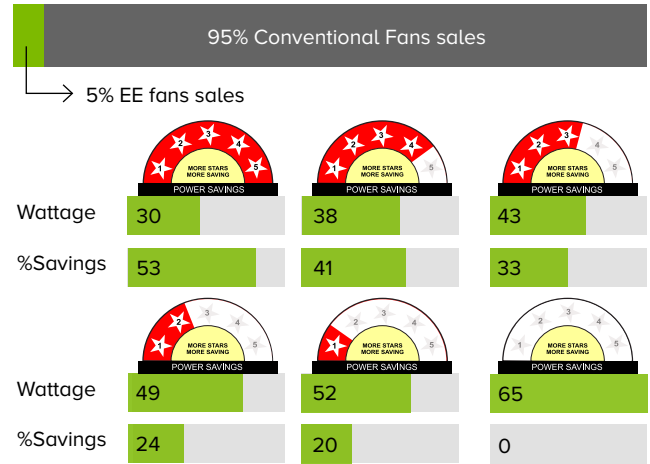 95% Conventional Fans sales
5% EE fans sales
1 2 3 4 5
MORE STARS
MORE SAVING
POWER SAVINGS
1 2 3 4 5
MORE STARS
MORE SAVING
POWER SAVINGS
1 2 3 4 5
MORE STARS
MORE SAVING
POWER SAVINGS
Wattage 30 38 43
%Savings 53 41 33
1 2 3 4 5
MORE STARS
MORE SAVING
POWER SAVINGS
1 2 3 4 5
MORE STARS
MORE SAVING
POWER SAVINGS
1 2 3 4 5
MORE STARS
MORE SAVING
POWER SAVINGS
Wattage 49 52 65
%Savings 24 20 0